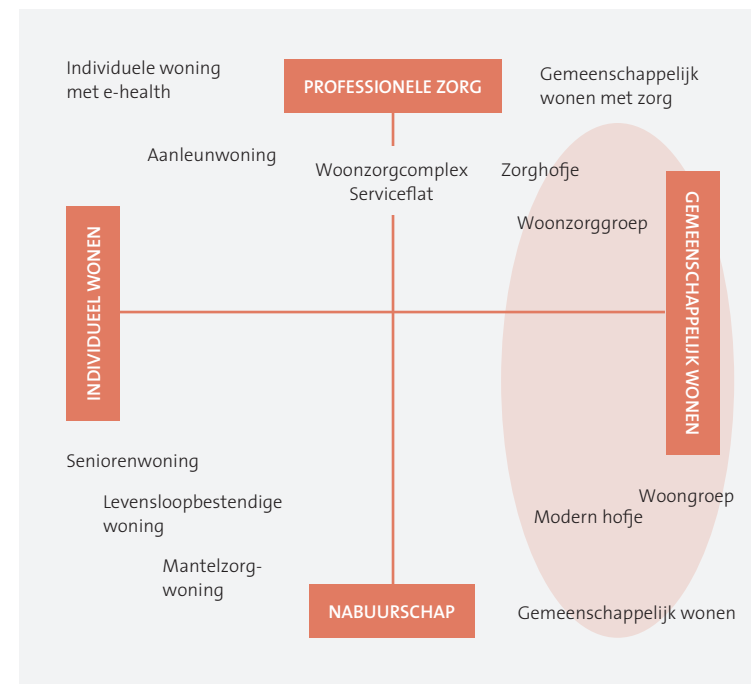 Individuele woning
met e-health
PROFESSIONELE ZORG
Gemeenschappelijk
wonen met zorg
Aanleunwoning
Woonzorgcomplex
Serviceflat
Zorghofje
Woonzorggroep
INDIVIDUEEL WONEN
GEMEENSCHAPPELIJK WONEN
Seniorenwoning
Levensloopbestendige
woning
Woongroep
Modern hofje
Mantelzorg-
woning
NABUURSCHAP
Gemeenschappelijk wonen